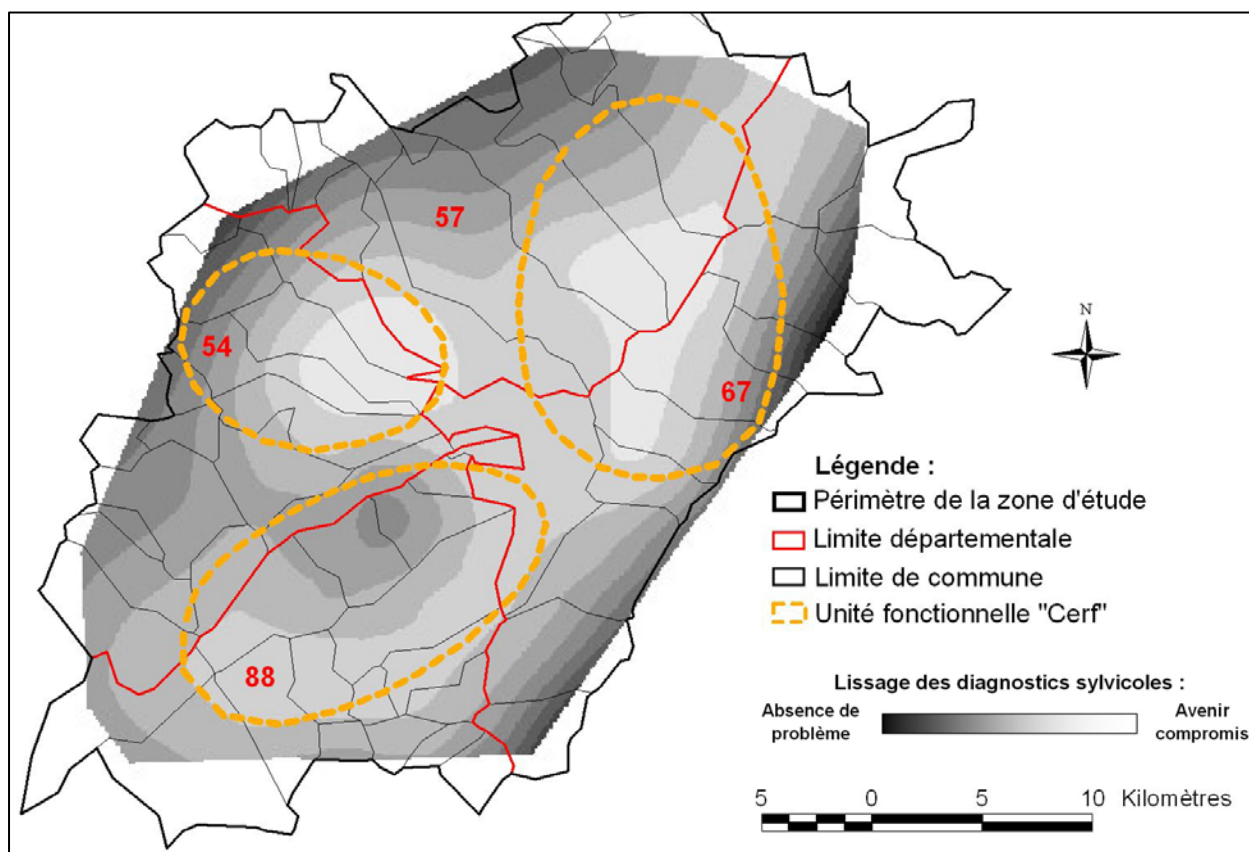 57
54
67
88
N
Légende :
Périmètre de la zone d'étude
Limite départementale
Limite de commune
Unité fonctionnelle "Cerf"
Lissage des diagnostics sylvicoles :
Absence de
problème
Avenir
compromis
5 0 5 10 Kilomètres